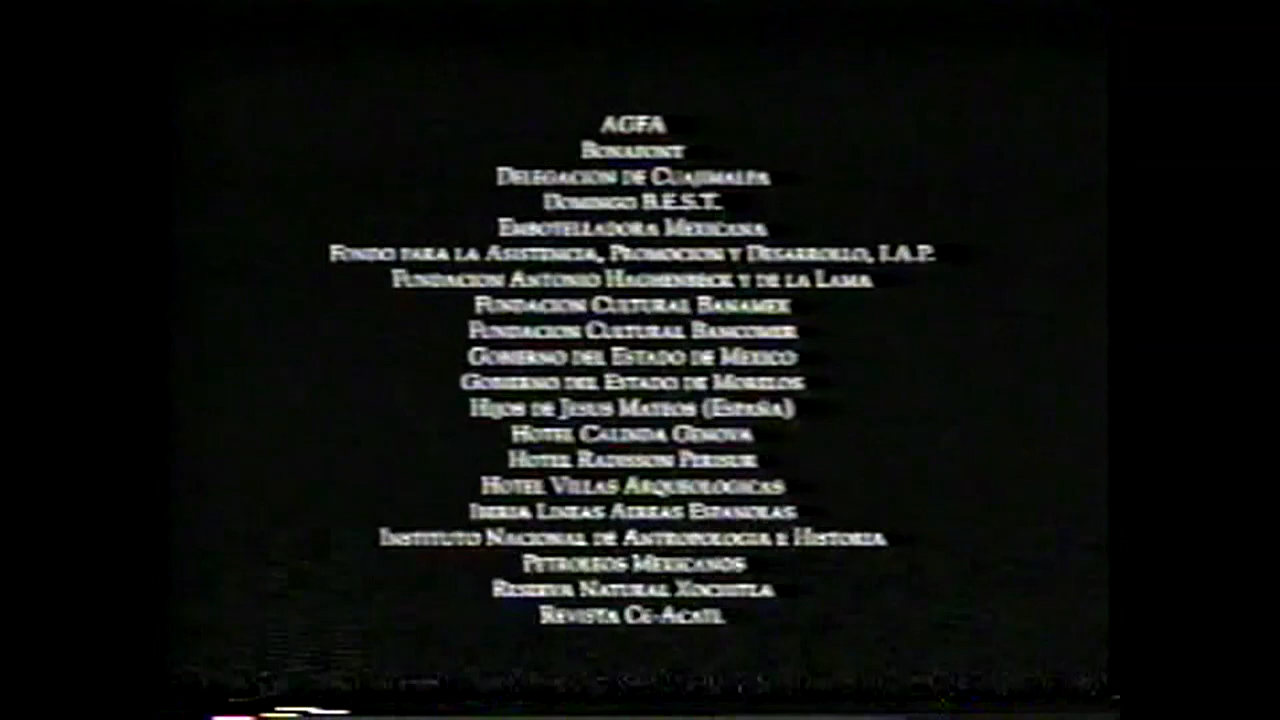 AGFA
BONAFONT
DELEGACION DE CUAJIMALPA
DOMINGO B.E.S.T.
EMBOTELLADORA MEXICANA
FONDO PARA LA ASISTENCIA, PROMOCION Y DESARROLLO, I.A.P.
FUNDACION ANTONIO HAGHENBECK Y DE LA LAMA
FUNDACION CULTURAL BANAMEX
FUNDACION CULTURAL BANCOMER
GOBIERNO DEL ESTADO DE MEXICO
GOBIERNO DEL ESTADO DE MORELOS
HIJOS DE JESUS MATEOS (ESPAÑA)
HOTEL CALINDA GENOVA
HOTEL RADISSON PERISUR
HOTEL VILLAS ARQUEOLOGICAS
IBERIA LINEAS AEREAS ESPANOLAS
INSTITUTO NACIONAL DE ANTROPOLOGIA E HISTORIA
PETROLEOS MEXICANOS
RESERVA NATURAL XOCHITLA
REVISTA CE-ACATL